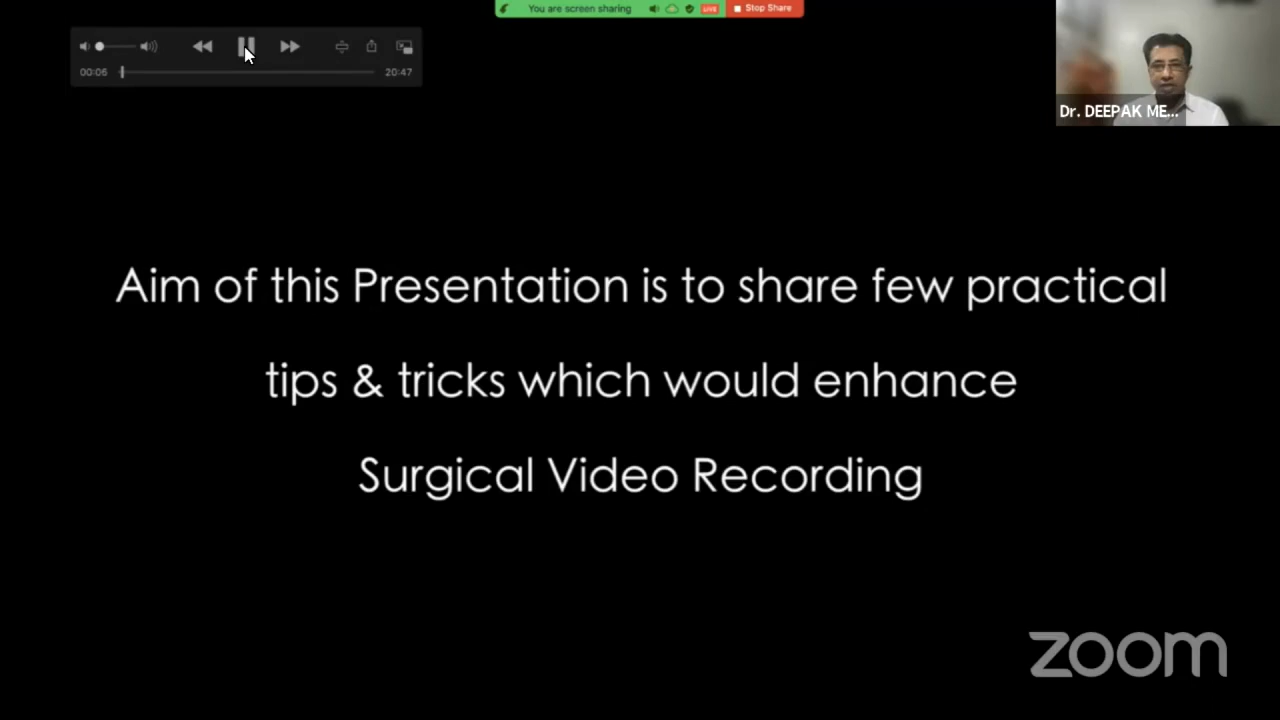 You are screen sharing
LIVE
Stop Share
00:06
20:47
Dr. DEEPAK ME...
Aim of this Presentation is to share few practical
tips & tricks which would enhance
Surgical Video Recording
zoom